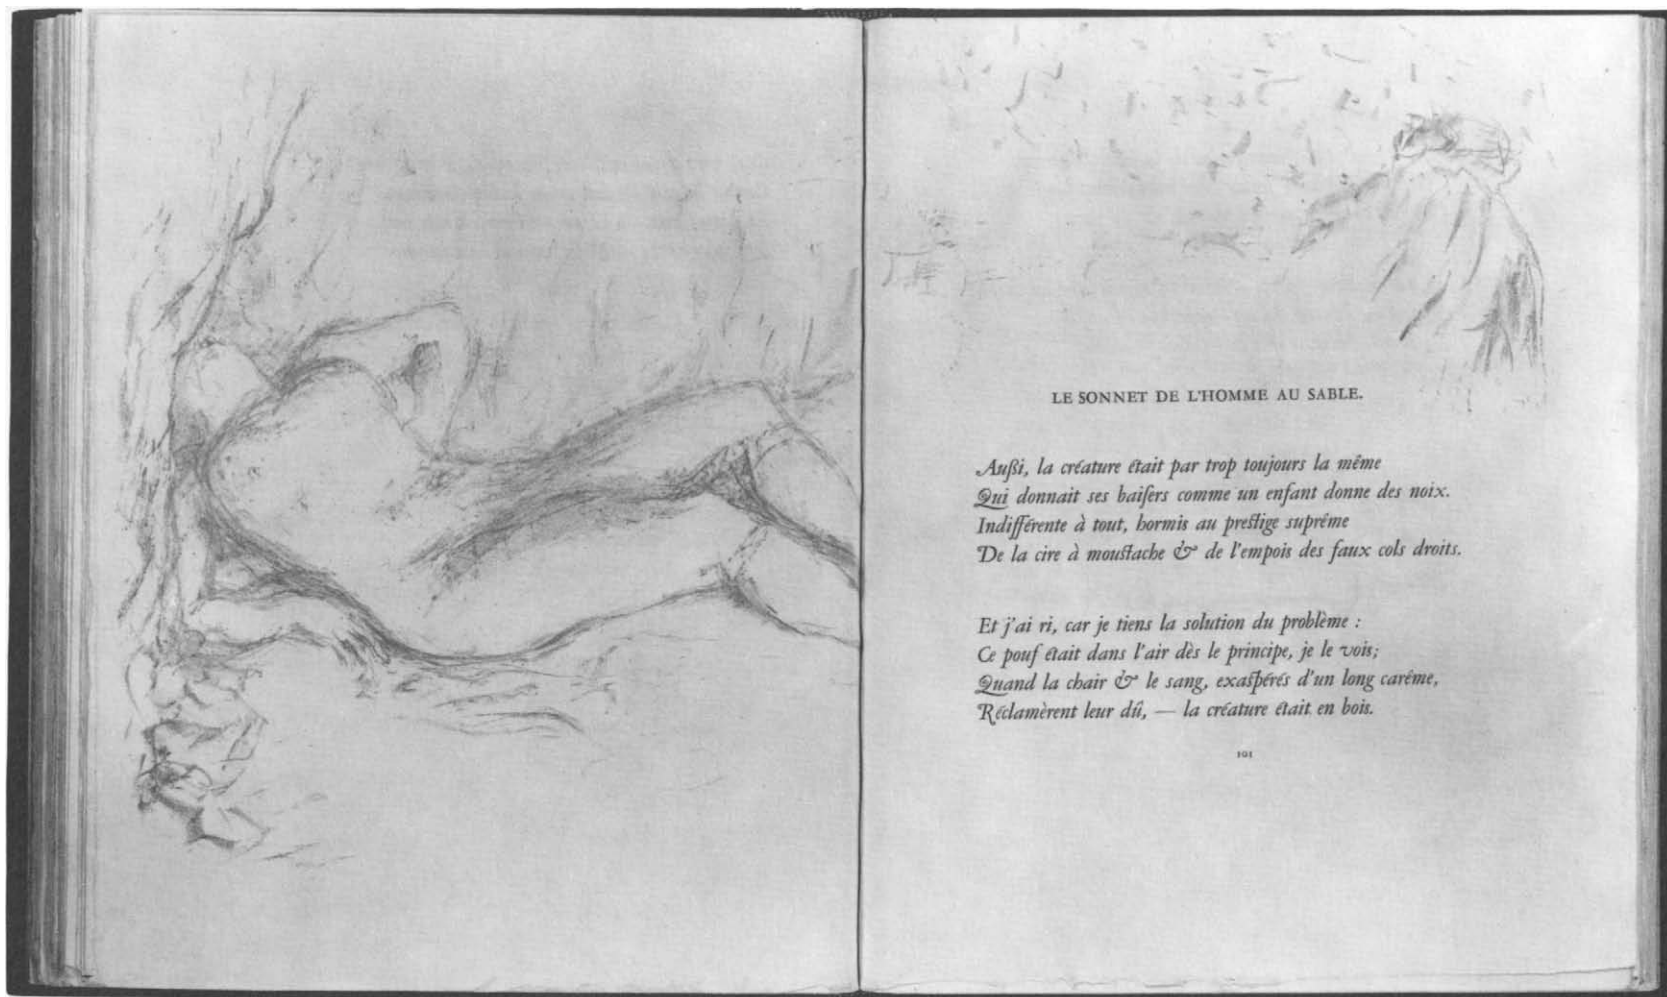 LE SONNET DE L'HOMME AU SABLE.
Außi, la créature était par trop toujours la même
Qui donnait ses baiſers comme un enfant donne des noix.
Indifférente à tout, hormis au preſtige suprême
De la cire à mouſtache & de l'empois des faux cols droits.
Et j'ai ri, car je tiens la solution du problème :
Ce pouf était dans l'air dès le principe, je le vois;
Quand la chair & le sang, exaſpérés d'un long carême,
Réclamèrent leur dû, — la créature était en bois.
101